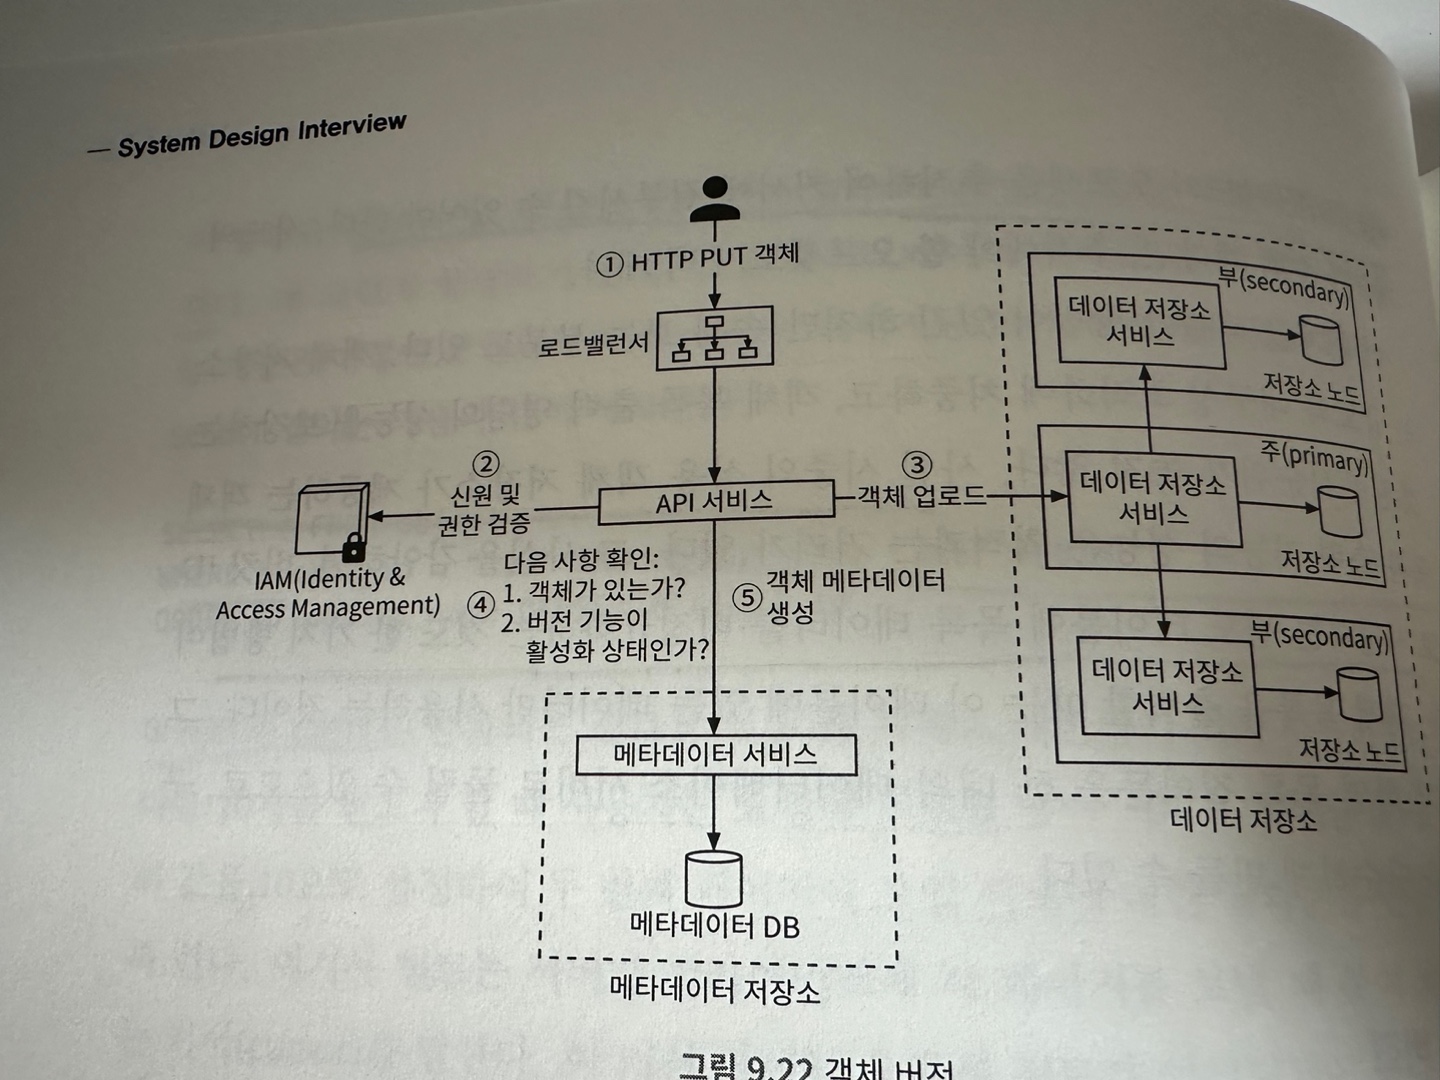 — System Design Interview
① HTTP PUT 객체
로드밸런서
②
신원 및
권한 검증
API 서비스
③
객체 업로드
IAM(Identity &
Access Management)
④
다음 사항 확인:
1. 객체가 있는가?
2. 버전 기능이
활성화 상태인가?
⑤
객체 메타데이터
생성
메타데이터 서비스
메타데이터 DB
메타데이터 저장소
부(secondary)
데이터 저장소
서비스
저장소 노드
주(primary)
데이터 저장소
서비스
저장소 노드
부(secondary)
데이터 저장소
서비스
저장소 노드
데이터 저장소
그림 9.22 객체 버전